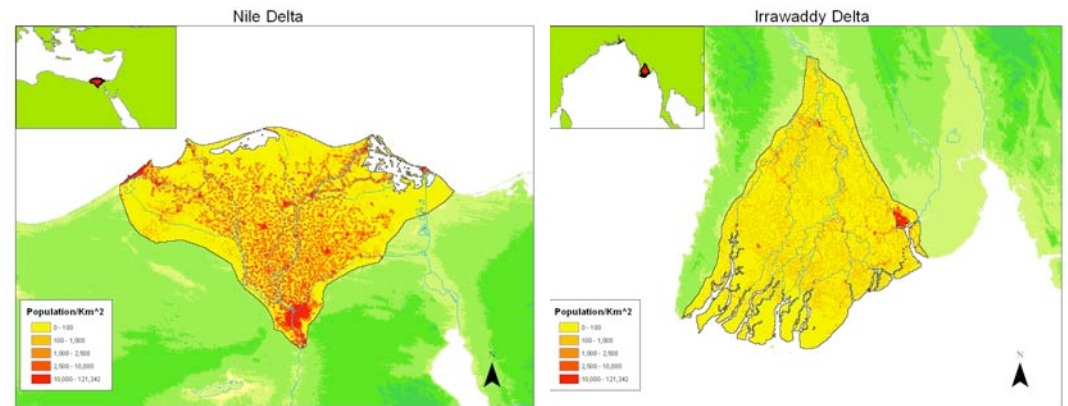 Nile Delta
Population/Km^2
0 - 100
100 - 1,000
1,000 - 2,500
2,500 - 10,000
10,000 - 121,342
N
Irrawaddy Delta
Population/Km^2
0 - 100
100 - 1,000
1,000 - 2,500
2,500 - 10,000
10,000 - 121,342
N